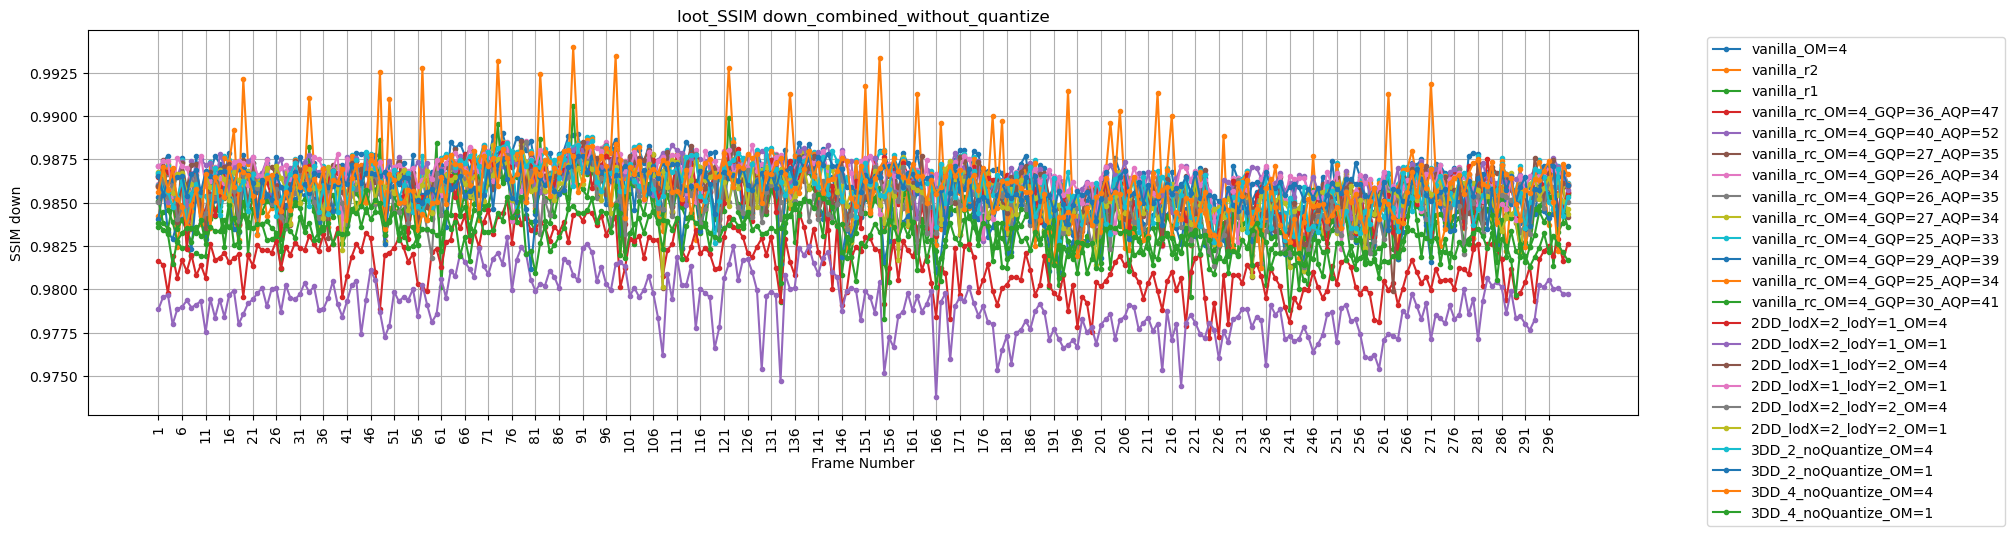 loot_SSIM down_combined_without_quantize
SSIM down
0.9925
0.9900
0.9875
0.9850
0.9825
0.9800
0.9775
0.9750
1 6 11 16 21 26 31 36 41 46 51 56 61 66 71 76 81 86 91 96 101 106 111 116 121 126 131 136 141 146 151 156 161 166 171 176 181 186 191 196 201 206 211 216 221 226 231 236 241 246 251 256 261 266 271 276 281 286 291 296
Frame Number
vanilla_OM=4
vanilla_r2
vanilla_r1
vanilla_rc_OM=4_GQP=36_AQP=47
vanilla_rc_OM=4_GQP=40_AQP=52
vanilla_rc_OM=4_GQP=27_AQP=35
vanilla_rc_OM=4_GQP=26_AQP=34
vanilla_rc_OM=4_GQP=26_AQP=35
vanilla_rc_OM=4_GQP=27_AQP=34
vanilla_rc_OM=4_GQP=25_AQP=33
vanilla_rc_OM=4_GQP=29_AQP=39
vanilla_rc_OM=4_GQP=25_AQP=34
vanilla_rc_OM=4_GQP=30_AQP=41
2DD_lodX=2_lodY=1_OM=4
2DD_lodX=2_lodY=1_OM=1
2DD_lodX=1_lodY=2_OM=4
2DD_lodX=1_lodY=2_OM=1
2DD_lodX=2_lodY=2_OM=4
2DD_lodX=2_lodY=2_OM=1
3DD_2_noQuantize_OM=4
3DD_2_noQuantize_OM=1
3DD_4_noQuantize_OM=4
3DD_4_noQuantize_OM=1